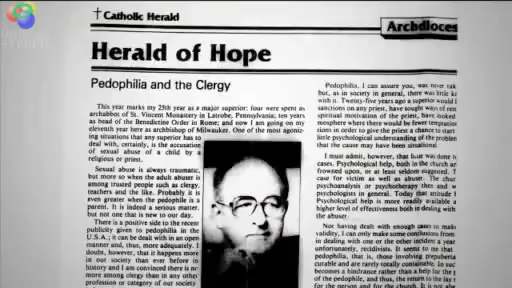 Catholic Herald
Archdioces
Herald of Hope
Pedophilia and the Clergy
This year marks my 25th year as a major superior: four were spent as
archabbot of St. Vincent Monastery in Latrobe, Pennsylvania; ten years
as head of the Benedictine Order in Rome; and now I am going on my
eleventh year here as archbishop of Milwaukee. One of the most agoniz-
ing situations that any superior has to
deal with, certainly, is the accusation
of sexual abuse of a child by a
religious or priest.
Sexual abuse is always traumatic,
but more so when the adult abuser is
among trusted people such as clergy,
teachers and the like. Probably it is
even greater when the pedophile is a
parent. It is indeed a serious matter,
but not one that is new to our day.
There is a positive side to the recent
publicity given to pedophilia in the
U.S.A.; it can be dealt with in an open
manner and, thus, more adequately. I
doubt, however, that it happens more
in our society than ever before in
history and I am convinced there is no
more among clergy than in any other
profession or category of our society
Pedophilia, I can assure you, was never tak
but, as in society in general, there was little k
with it. Twenty-five years ago a superior would
sanctions on any priest, have sought ways of
spiritual motivation of the priest, have looked
mosphere where there would be fewer temptation
tions in order to give the priest a chance to start
little psychological understanding of the problem
that the cause may have been situational.
I must admit, however, that little was done
cases. Psychological help, both in the church an
frowned upon, or at least seldom suggested.
case for victim as well as abuser. The chur
psychoanalysis or psychotherapy then and
psychologists in general. Today that attitude
Psychological help is more readily available a
higher level of effectiveness both in dealing with
the abuser.
Not having dealt with enough cases to make
validity, I can only make some conclusions from
in dealing with one or the other incident a year
unfortunately, recidivists. It seems to me that
pedophilia, that is, those involving prepuberta
curable and are rarely totally containable. In suc
becomes a hindrance rather than a help for the
of the pedophile, and, thus, the return to the lay
for the person and for the church. It is not the